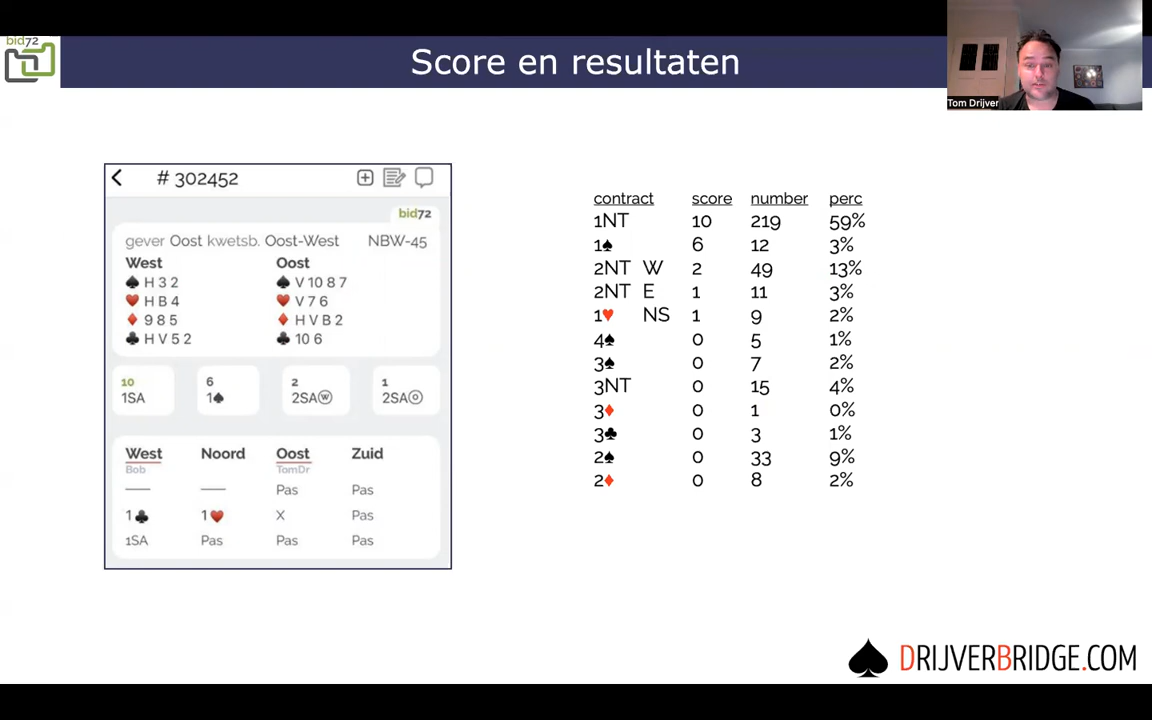 bid72
Score en resultaten
Tom Drijver
# 302452
bid72
gever Oost kwetsb. Oost-West NBW-45
West Oost
♠ H 3 2 ♠ V 10 8 7
♥ H B 4 ♥ V 7 6
♦ 9 8 5 ♦ H V B 2
♣ H V 5 2 ♣ 10 6
10 6 2 1
1SA 1♠ 2SA W 2SA O
West Noord Oost Zuid
Bob TomDr
— — Pas Pas
1♣ 1♥ X Pas
1SA Pas Pas Pas
contract score number perc
1NT 10 219 59%
1♠ 6 12 3%
2NT W 2 49 13%
2NT E 1 11 3%
1♥ NS 1 9 2%
4♠ 0 5 1%
3♠ 0 7 2%
3NT 0 15 4%
3♦ 0 1 0%
3♣ 0 3 1%
2♠ 0 33 9%
2♦ 0 8 2%
DRIJVERBRIDGE.COM